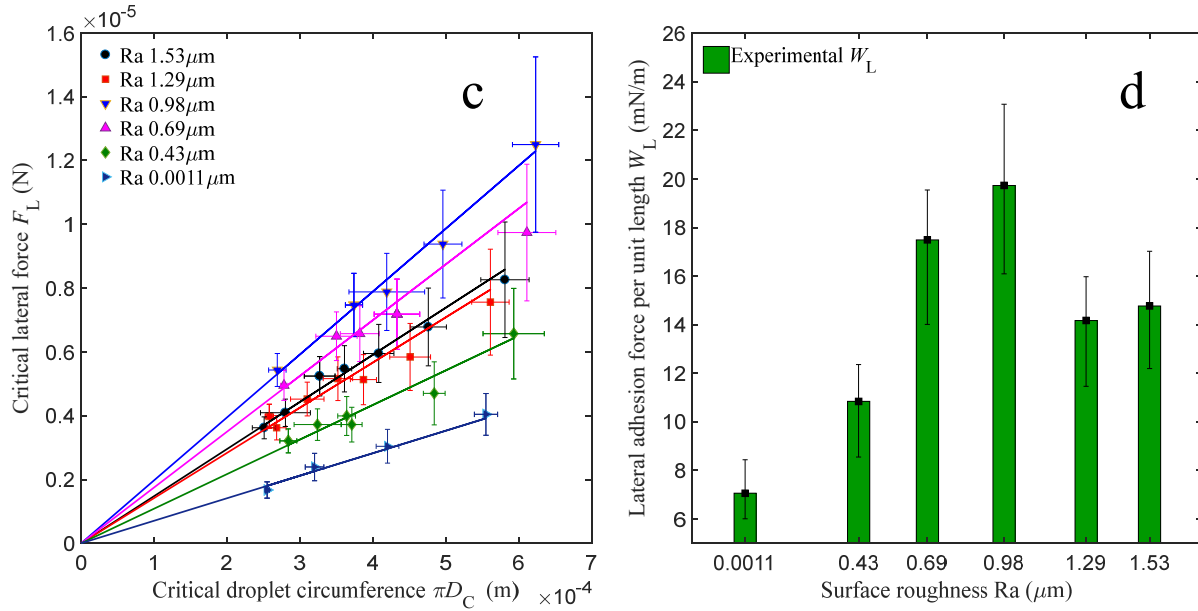 ×10⁻⁵
1.6
1.4
1.2
1
0.8
0.6
0.4
0.2
0
Critical lateral force F_L (N)
Ra 1.53μm
Ra 1.29μm
Ra 0.98μm
Ra 0.69μm
Ra 0.43μm
Ra 0.0011μm
c
0 1 2 3 4 5 6 7
Critical droplet circumference πD_C (m) ×10⁻⁴
26
24
22
20
18
16
14
12
10
8
6
Lateral adhesion force per unit length W_L (mN/m)
Experimental W_L
d
0.0011 0.43 0.69 0.98 1.29 1.53
Surface roughness Ra (μm)